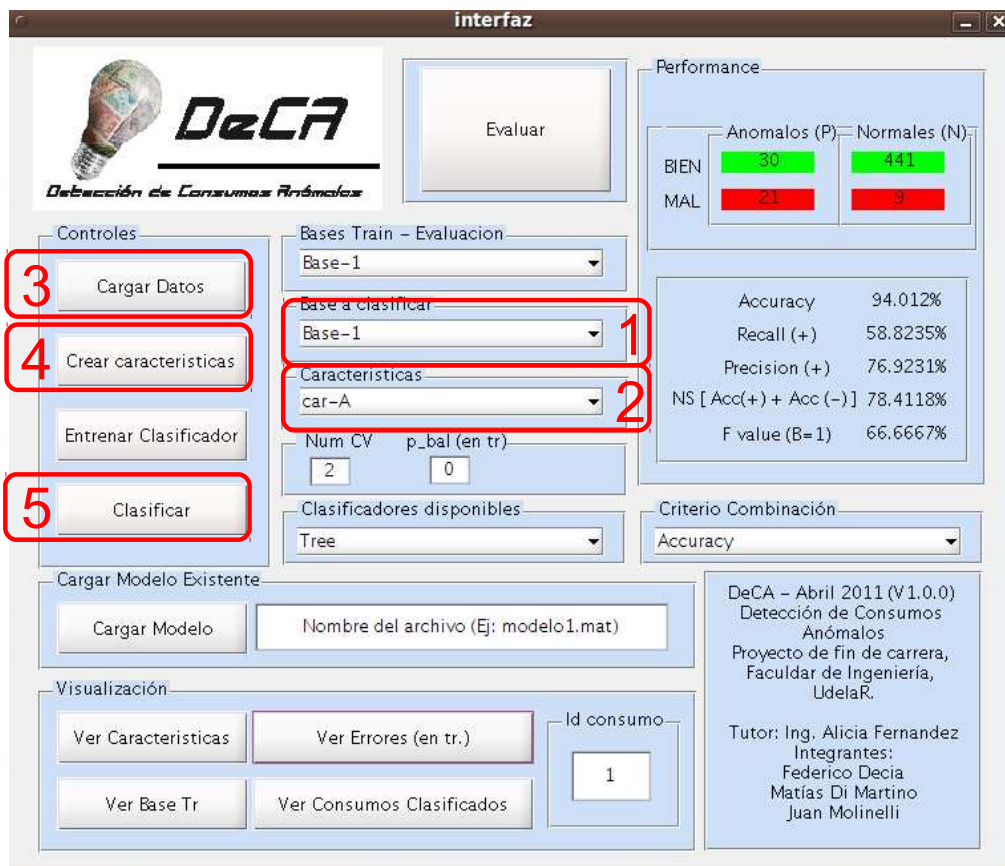 interfaz
DeCA
Detección de Consumos Anómalos
Evaluar
Performance
Anomalos (P)
Normales (N)
BIEN
30
441
MAL
21
9
Accuracy 94.012%
Recall (+) 58.8235%
Precision (+) 76.9231%
NS [ Acc(+) + Acc (-)] 78.4118%
F value (B=1) 66.6667%
Controles
3
Cargar Datos
4
Crear caracteristicas
Entrenar Clasificador
5
Clasificar
Bases Train - Evaluacion
Base-1
Base a clasificar
Base-1
1
Características
car-A
2
Num CV
p_bal (en tr)
2
0
Clasificadores disponibles
Tree
Criterio Combinación
Accuracy
Cargar Modelo Existente
Cargar Modelo
Nombre del archivo (Ej: modelo1.mat)
Visualización
Ver Caracteristicas
Ver Errores (en tr.)
Ver Base Tr
Ver Consumos Clasificados
Id consumo
1
DeCA - Abril 2011 (V1.0.0)
Detección de Consumos
Anómalos
Proyecto de fin de carrera,
Faculdar de Ingeniería,
UdelaR.
Tutor: Ing. Alicia Fernandez
Integrantes:
Federico Decia
Matías Di Martino
Juan Molinelli